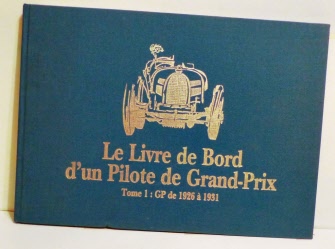 Le Livre de Bord
d'un Pilote de Grand-Prix
Tome 1 : GP de 1926 à 1931